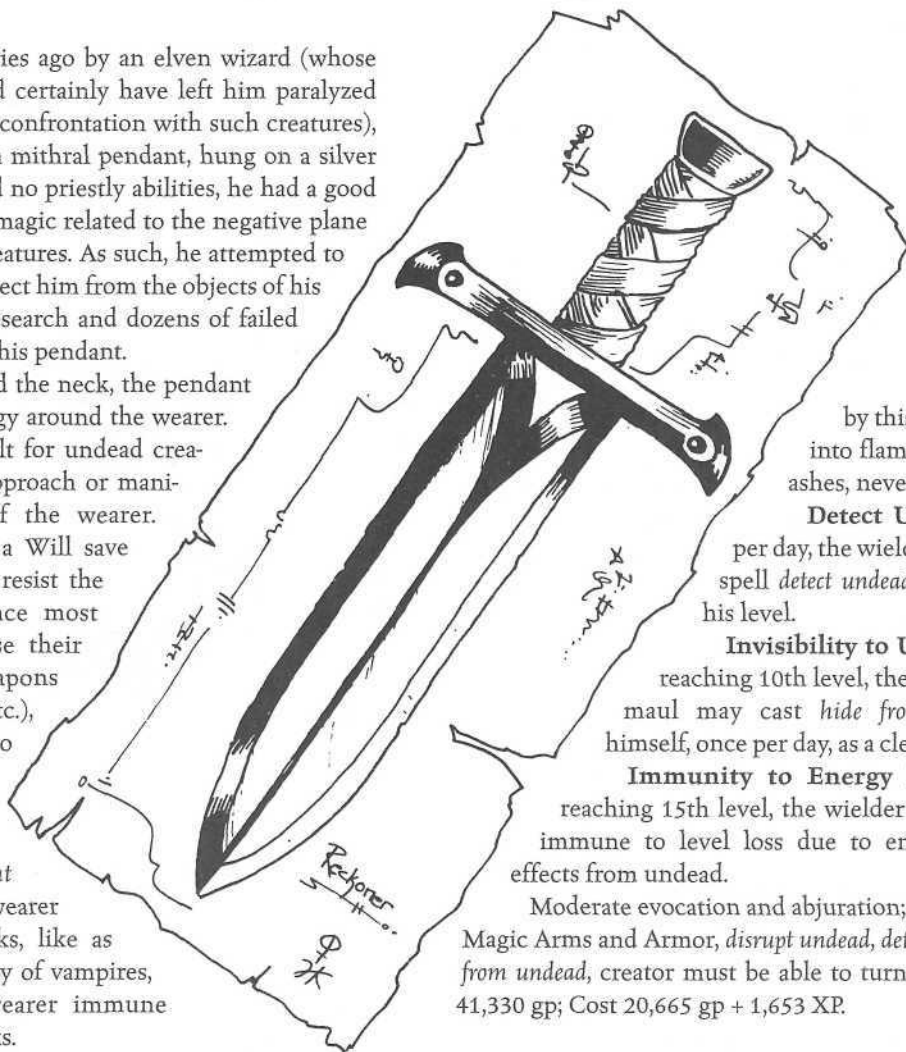 ies ago by an elven wizard (whose
d certainly have left him paralyzed
confrontation with such creatures),
mithral pendant, hung on a silver
l no priestly abilities, he had a good
magic related to the negative plane
eatures. As such, he attempted to
ect him from the objects of his
search and dozens of failed
his pendant.
d the neck, the pendant
gy around the wearer.
lt for undead crea-
pproach or mani-
f the wearer.
a Will save
resist the
nce most
e their
apons
tc.),
o
t
wearer
ks, like as
y of vampires,
earer immune
ks.
Reckoner
by this
into flam
ashes, neve
Detect U
per day, the wield
spell detect undead
his level.
Invisibility to U
reaching 10th level, the
maul may cast hide fro
himself, once per day, as a cle
Immunity to Energy
reaching 15th level, the wielder
immune to level loss due to en
effects from undead.
Moderate evocation and abjuration;
Magic Arms and Armor, disrupt undead, det
from undead, creator must be able to turn
41,330 gp; Cost 20,665 gp + 1,653 XP.